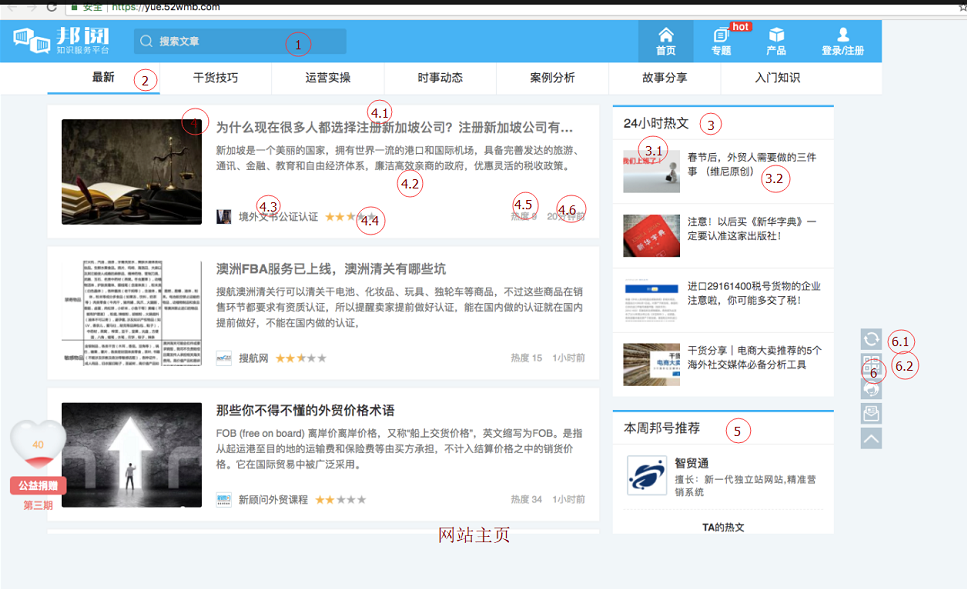 安全 https://yue.52wmb.com
邦阅
知识服务平台
搜索文章
1
首页
专题
hot
产品
登录/注册
最新
2
干货技巧
运营实操
时事动态
案例分析
故事分享
入门知识
4
4.1
为什么现在很多人都选择注册新加坡公司？注册新加坡公司有...
新加坡是一个美丽的国家，拥有世界一流的港口和国际机场，具备完善发达的旅游、
通讯、金融、教育和自由经济体系，廉洁高效亲商的政府，优惠灵活的税收政策。
4.2
4.3
境外文书公证认证
4.4
4.5
热度 9
4.6
20分钟前
澳洲FBA服务已上线，澳洲清关有哪些坑
搜航澳洲清关行可以清关干电池、化妆品、玩具、独轮车等商品，不过这些商品在销
售环节都要求有资质认证，所以提醒卖家提前做好认证，能在国内做的认证就在国内
提前做好，不能在国内做的认证，
搜航网
热度 15
1小时前
那些你不得不懂的外贸价格术语
FOB (free on board) 离岸价离岸价格，又称"船上交货价格"，英文缩写为FOB。是指
从起运港至目的地的运输费和保险费等由买方承担，不计入结算价格之中的销货价
格。它在国际贸易中被广泛采用。
新顾问外贸课程
热度 34
1小时前
24小时热文
3
3.1
春节后，外贸人需要做的三件
事 （维尼原创）
3.2
新华字典
注意！以后买《新华字典》一
定要认准这家出版社！
进口29161400税号货物的企业
注意啦，你可能多交了税！
干货分享｜电商大卖推荐的5个
海外社交媒体必备分析工具
本周邦号推荐
5
智贸通
擅长：新一代独立站网站,精准营
销系统
TA的热文
6.1
6
6.2
40
公益捐赠
第三期
网站主页